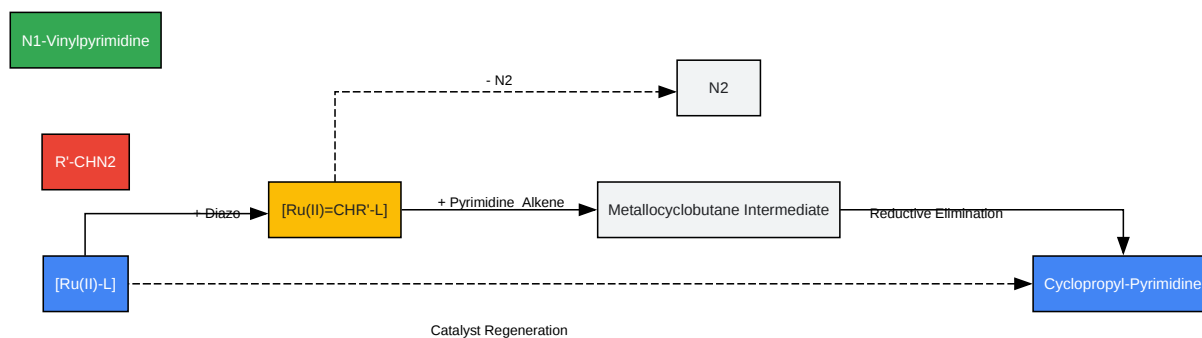 N1-Vinylpyrimidine
- N2
N2
R'-CHN2
+ Diazo
[Ru(II)=CHR'-L]
+ Pyrimidine  Alkene
Metallocyclobutane Intermediate
Reductive Elimination
[Ru(II)-L]
Cyclopropyl-Pyrimidine
Catalyst Regeneration